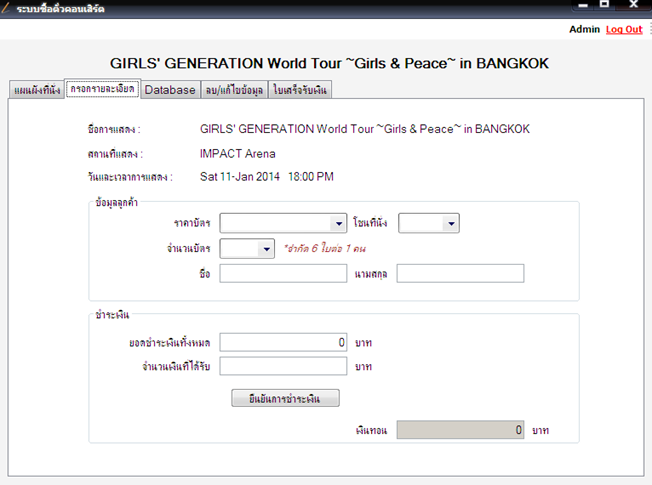 ระบบซื้อตั๋วคอนเสิร์ต
Admin Log Out
GIRLS' GENERATION World Tour ~Girls & Peace~ in BANGKOK
แผนผังที่นั่ง กรอกรายละเอียด Database ลบ/แก้ไขข้อมูล ใบเสร็จรับเงิน
ชื่อการแสดง : GIRLS' GENERATION World Tour ~Girls & Peace~ in BANGKOK
สถานที่แสดง : IMPACT Arena
วันและเวลาการแสดง : Sat 11-Jan 2014 18:00 PM
ข้อมูลลูกค้า
ราคาบัตร โซนที่นั่ง
จำนวนบัตร *จำกัด 6 ใบต่อ 1 คน
ชื่อ นามสกุล
ชำระเงิน
ยอดชำระเงินทั้งหมด 0 บาท
จำนวนเงินที่ได้รับ บาท
ยืนยันการชำระเงิน
เงินทอน 0 บาท